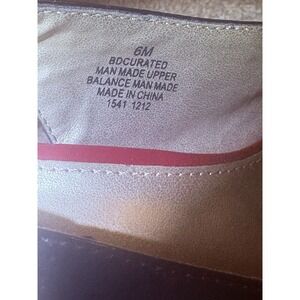 6M
BDCURATED
MAN MADE UPPER
BALANCE MAN MADE
MADE IN CHINA
1541 1212